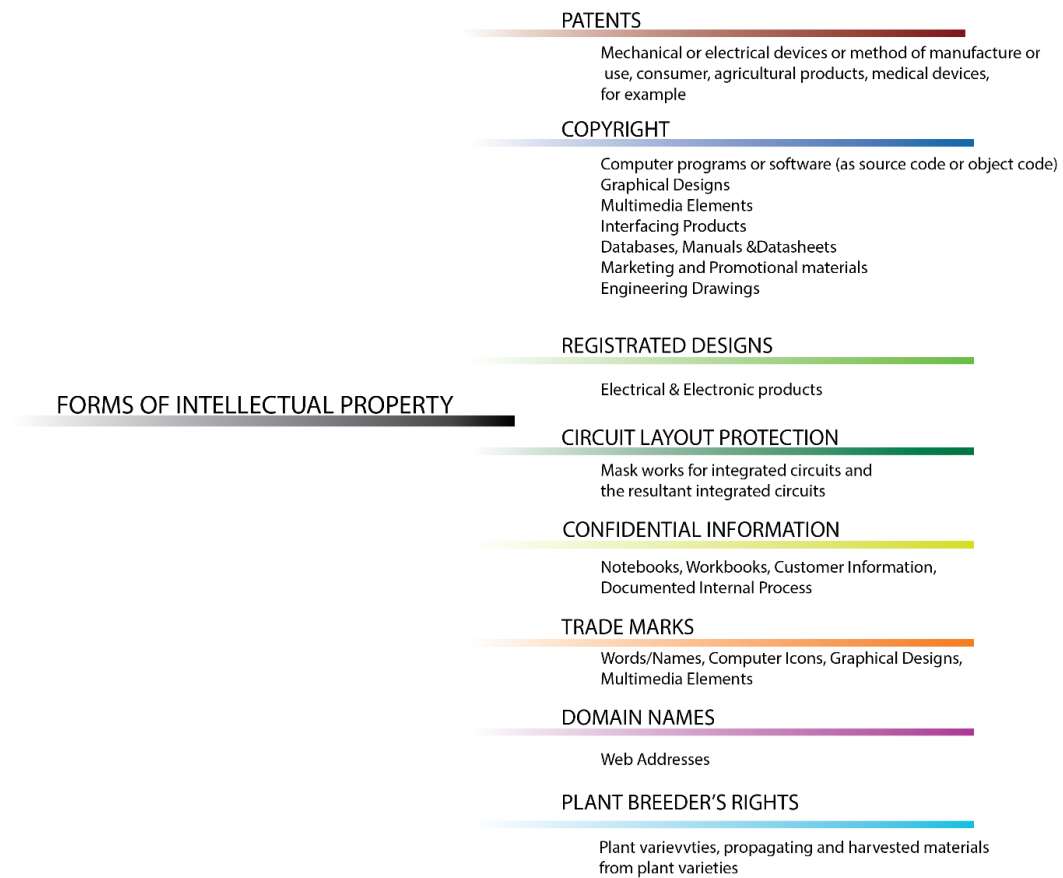 PATENTS
Mechanical or electrical devices or method of manufacture or
use, consumer, agricultural products, medical devices,
for example
COPYRIGHT
Computer programs or software (as source code or object code)
Graphical Designs
Multimedia Elements
Interfacing Products
Databases, Manuals &Datasheets
Marketing and Promotional materials
Engineering Drawings
REGISTRATED DESIGNS
Electrical & Electronic products
FORMS OF INTELLECTUAL PROPERTY
CIRCUIT LAYOUT PROTECTION
Mask works for integrated circuits and
the resultant integrated circuits
CONFIDENTIAL INFORMATION
Notebooks, Workbooks, Customer Information,
Documented Internal Process
TRADE MARKS
Words/Names, Computer Icons, Graphical Designs,
Multimedia Elements
DOMAIN NAMES
Web Addresses
PLANT BREEDER’S RIGHTS
Plant varievvties, propagating and harvested materials
from plant varieties